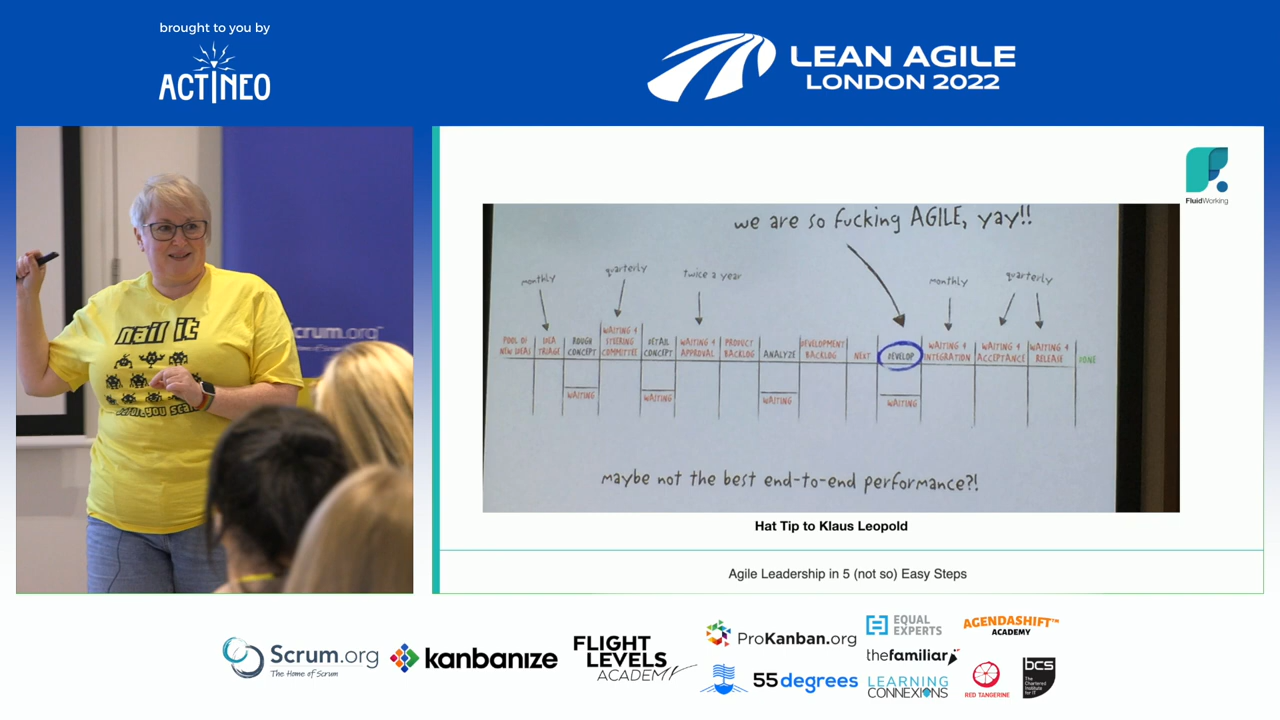 brought to you by
ACTINEO
LEAN AGILE
LONDON 2022
nail it
scrum.org
FluidWorking
we are so fucking AGILE, yay!!
monthly
quarterly
twice a year
monthly
quarterly
POOL OF NEW IDEAS
IDEA TRIAGE
ROUGH CONCEPT
WAITING 4 STEERING COMMITTEE
DETAIL CONCEPT
WAITING 4 APPROVAL
PRODUCT BACKLOG
ANALYZE
DEVELOPMENT BACKLOG
NEXT
DEVELOP
WAITING 4 INTEGRATION
WAITING 4 ACCEPTANCE
WAITING 4 RELEASE
DONE
WAITING
WAITING
WAITING
WAITING
maybe not the best end-to-end performance?!
Hat Tip to Klaus Leopold
Agile Leadership in 5 (not so) Easy Steps
Scrum.org
The Home of Scrum
kanbanize
FLIGHT
LEVELS
ACADEMY
ProKanban.org
55degrees
EQUAL
EXPERTS
thefamiliar
LEARNING
CONNEXIONS
AGENDASHIFT™
ACADEMY
RED TANGERINE
bcs
The
Chartered
Institute
for IT